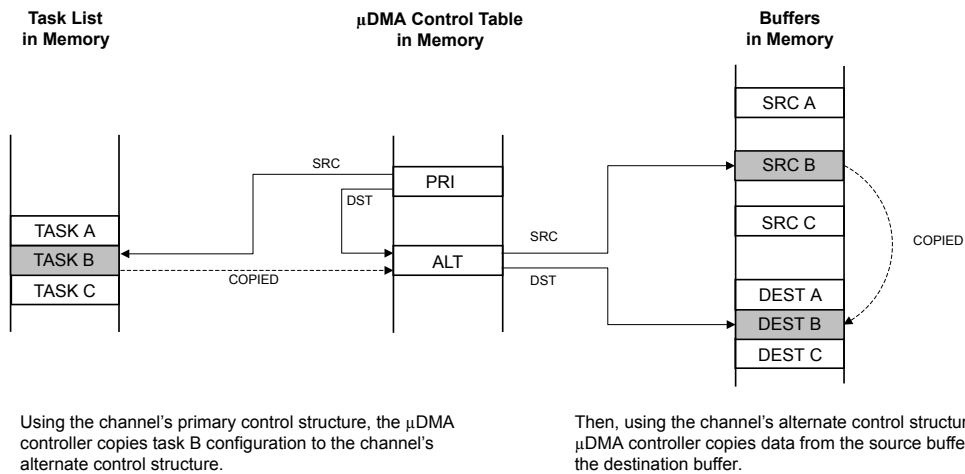 Task List
in Memory
μDMA Control Table
in Memory
Buffers
in Memory
SRC A
SRC
SRC B
PRI
DST
SRC C
TASK A
SRC
COPIED
TASK B
ALT
COPIED
DST
TASK C
DEST A
DEST B
DEST C
Using the channel's primary control structure, the μDMA
controller copies task B configuration to the channel's
alternate control structure.
Then, using the channel's alternate control
μDMA controller copies data from the source
the destination buffer.